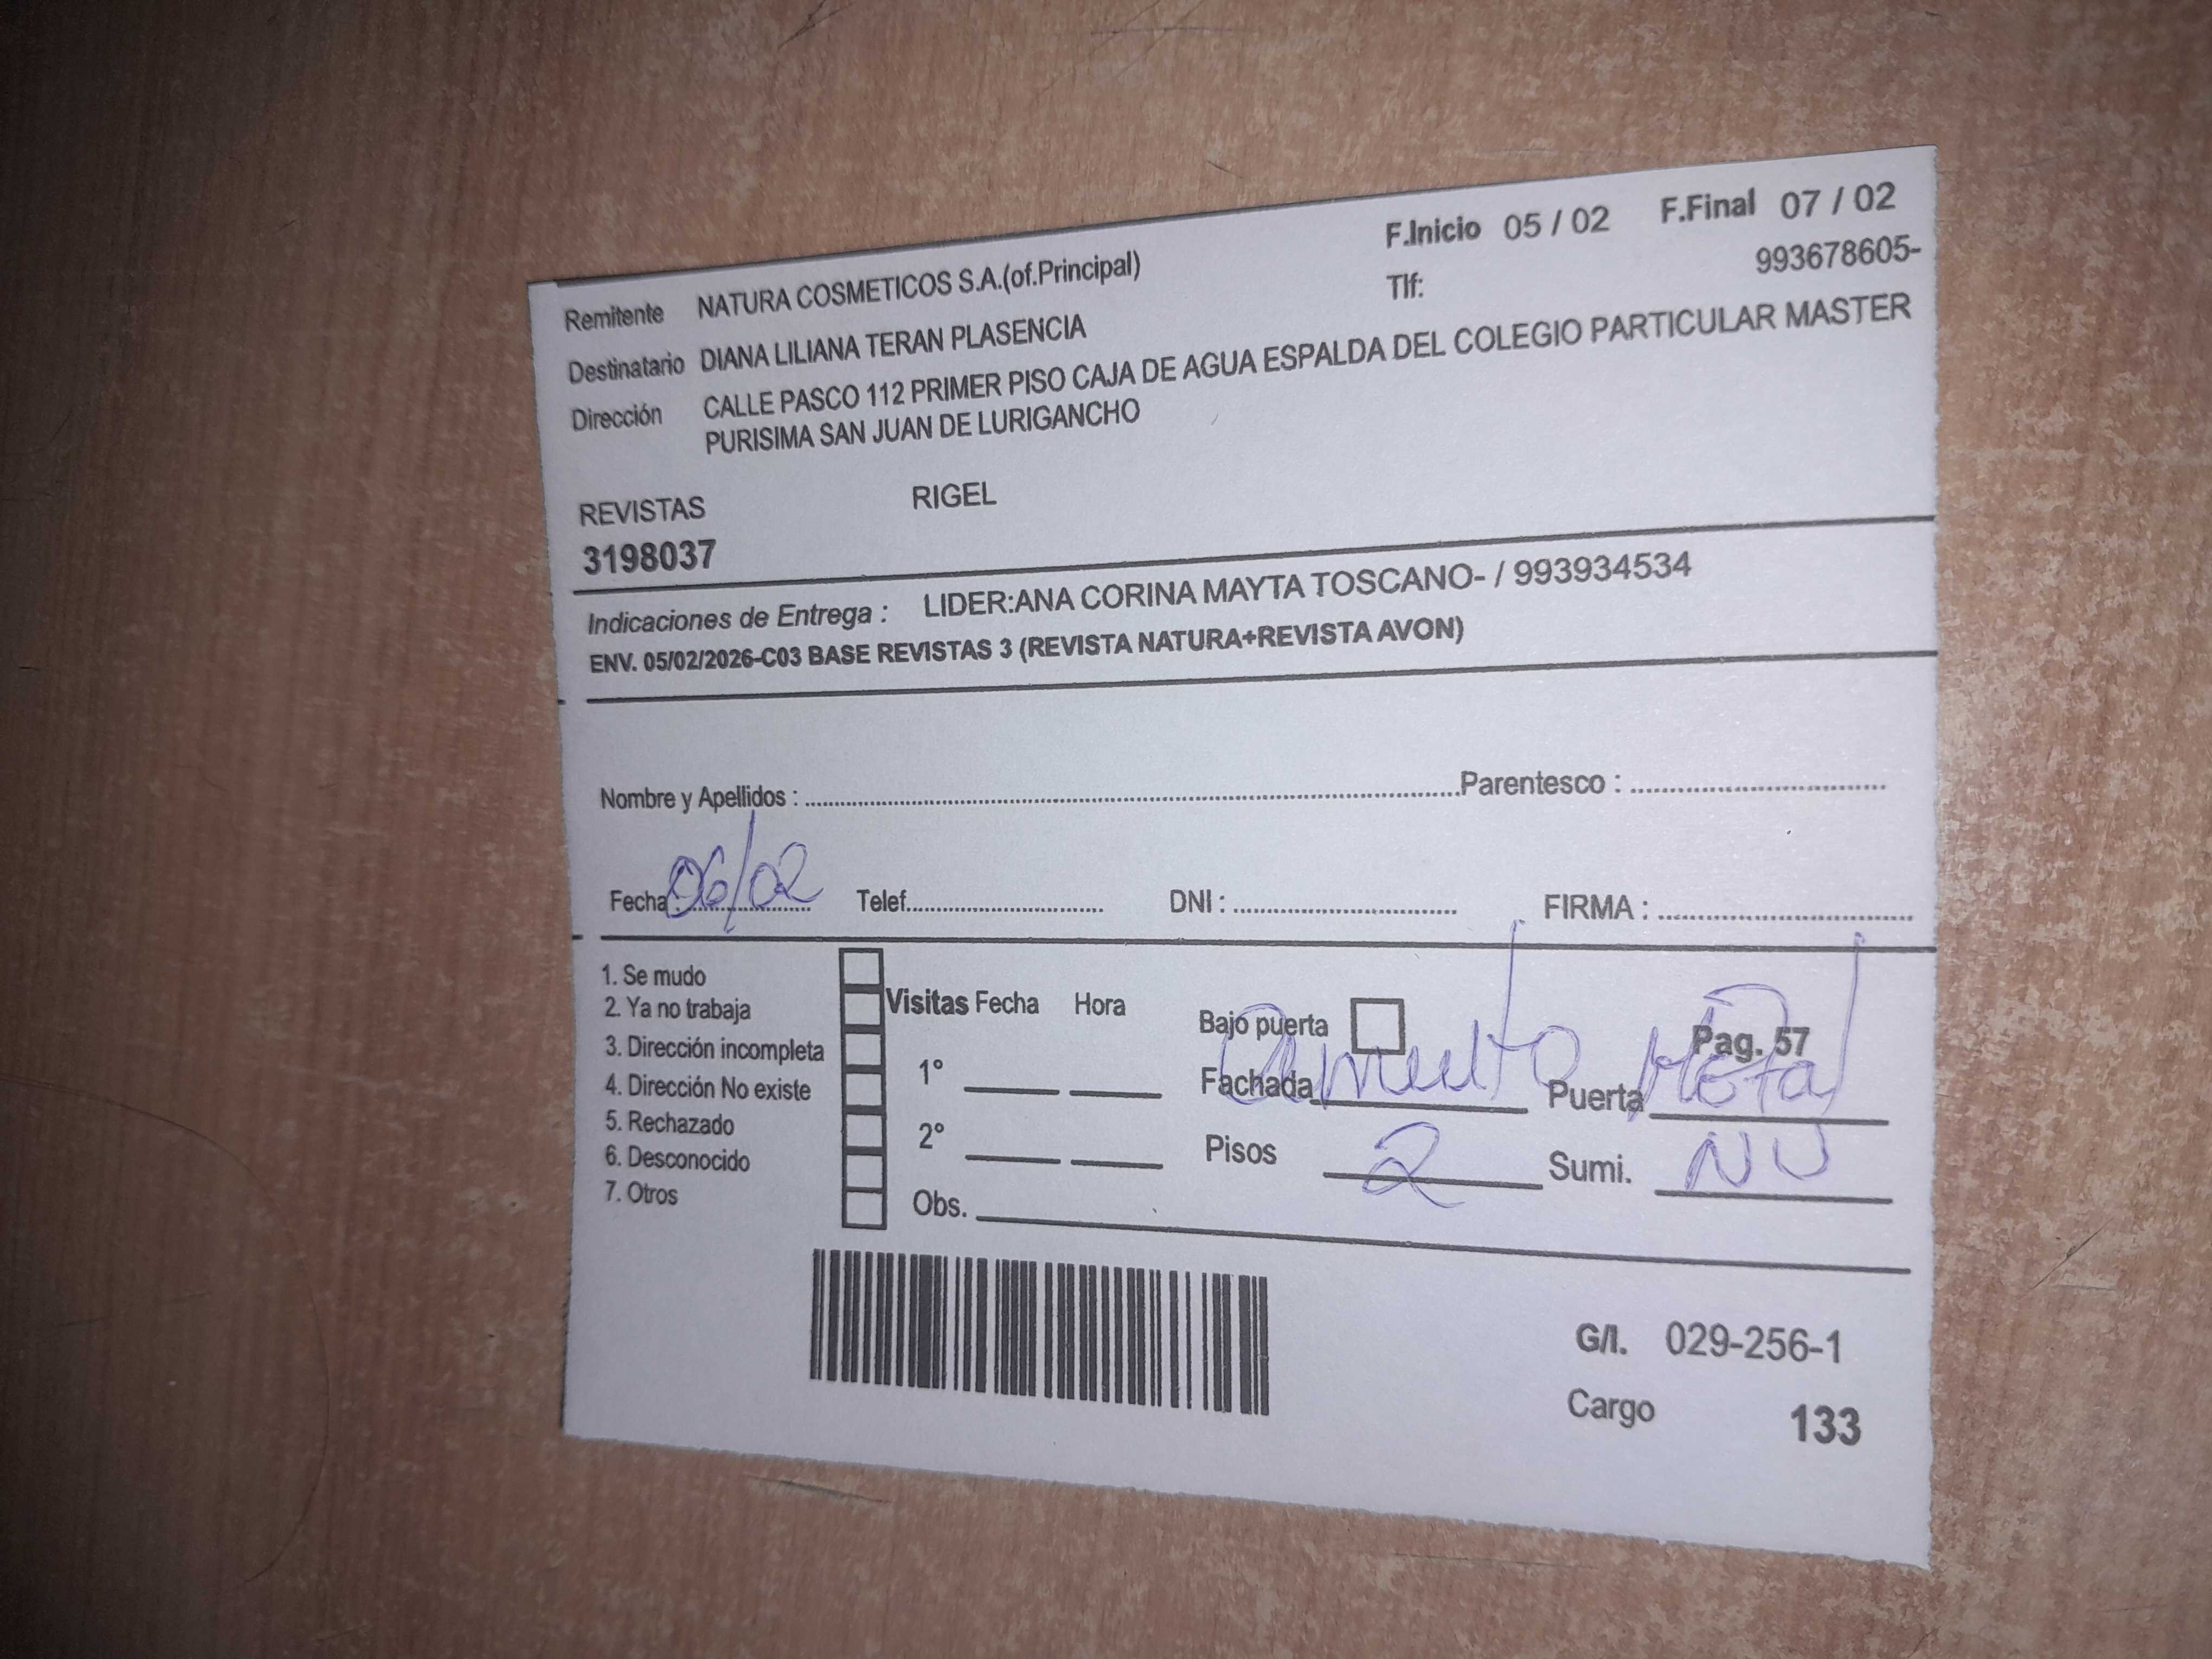 F.Inicio 05 / 02 F.Final 07 / 02
Remitente NATURA COSMETICOS S.A.(of.Principal) Tlf: 993678605-
Destinatario DIANA LILIANA TERAN PLASENCIA
Dirección CALLE PASCO 112 PRIMER PISO CAJA DE AGUA ESPALDA DEL COLEGIO PARTICULAR MASTER
PURISIMA SAN JUAN DE LURIGANCHO
REVISTAS RIGEL
3198037
Indicaciones de Entrega : LIDER:ANA CORINA MAYTA TOSCANO- / 993934534
ENV. 05/02/2026-C03 BASE REVISTAS 3 (REVISTA NATURA+REVISTA AVON)
Nombre y Apellidos : Parentesco :
Fecha : 06/02 Telef. DNI : FIRMA :
1. Se mudo
2. Ya no trabaja
3. Dirección incompleta
4. Dirección No existe
5. Rechazado
6. Desconocido
7. Otros
Visitas Fecha Hora
1°
2°
Obs.
Bajo puerta Pag. 57
Fachada Puerta Metal
Pisos 2 Sumi. NU
G/I. 029-256-1
Cargo 133